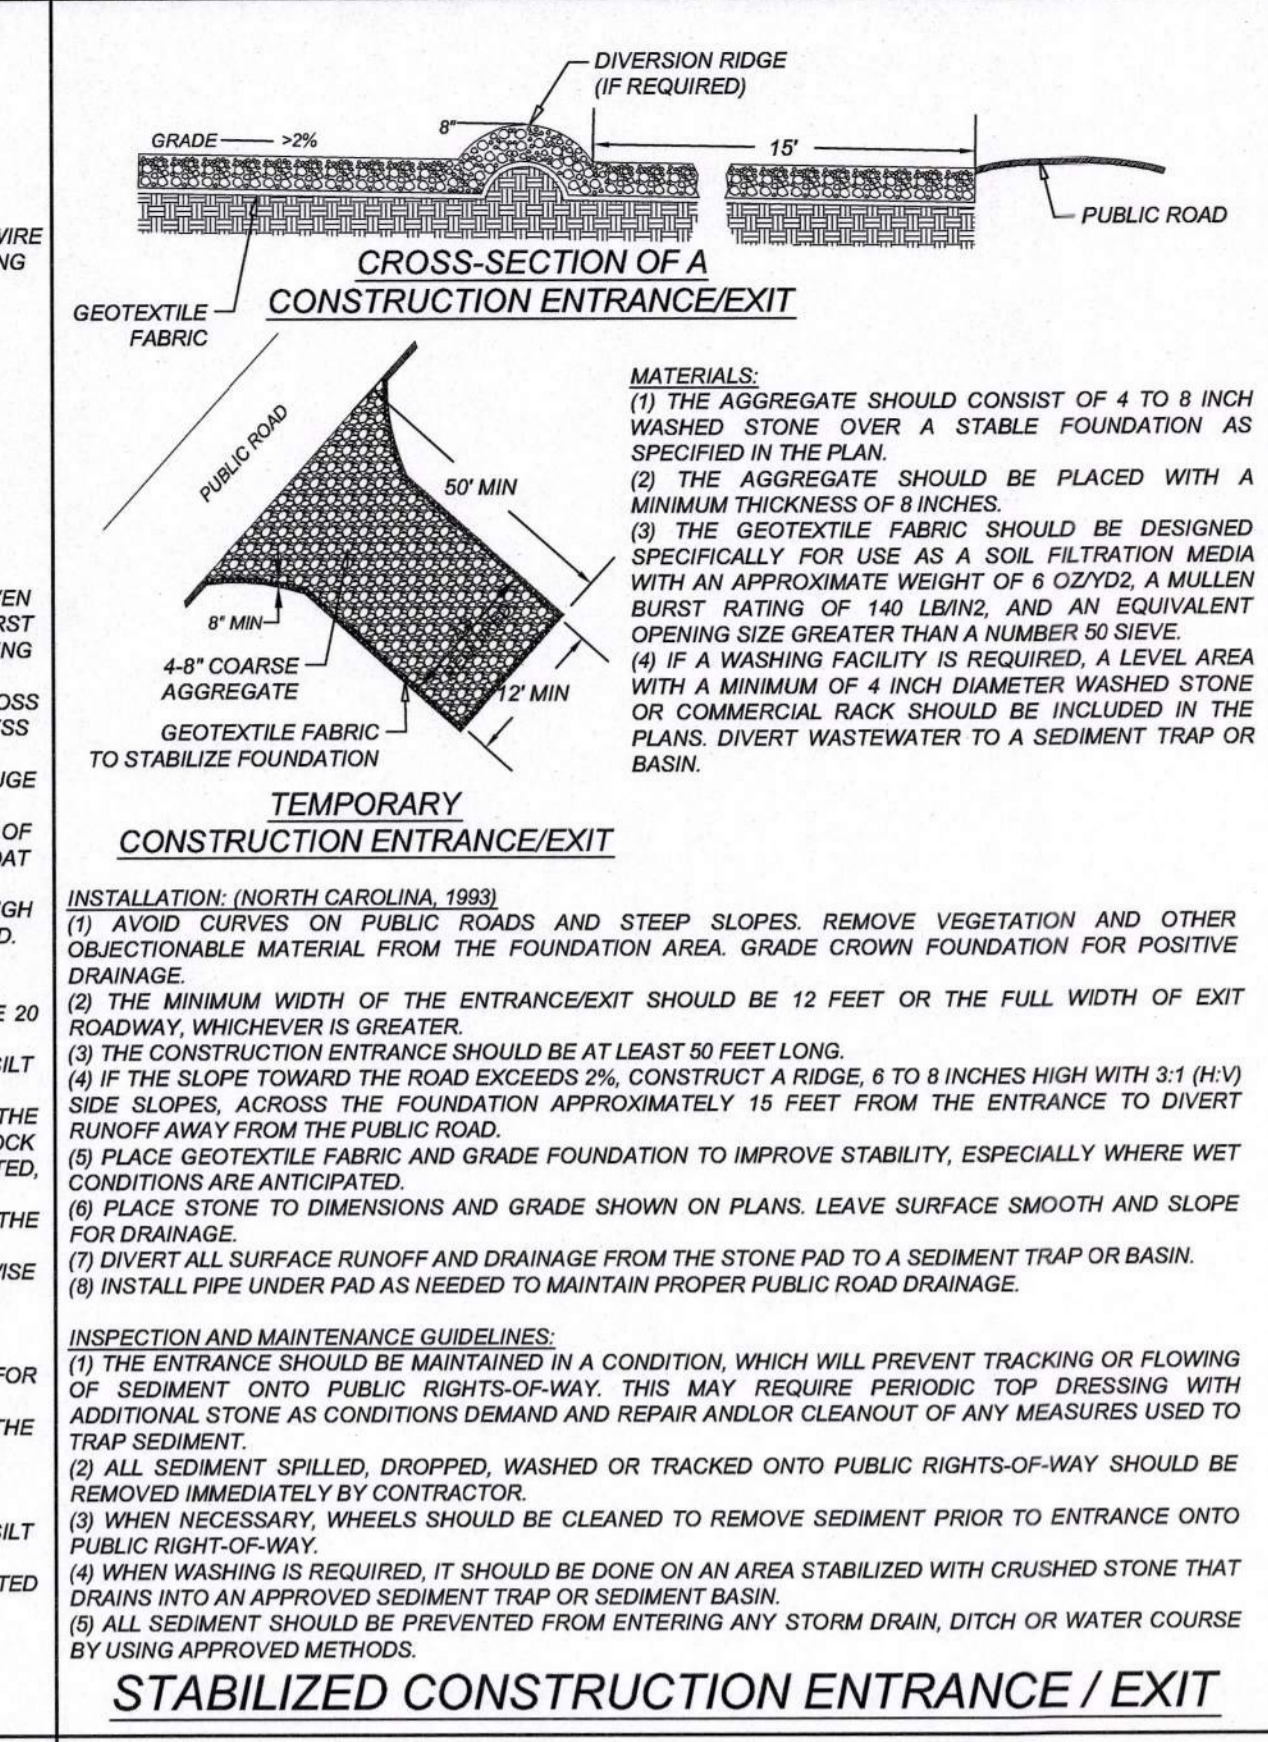 DIVERSION RIDGE
(IF REQUIRED)
8"
GRADE >2%
15'
PUBLIC ROAD
CROSS-SECTION OF A
CONSTRUCTION ENTRANCE/EXIT
GEOTEXTILE
FABRIC
PUBLIC ROAD
50' MIN
8" MIN
4-8" COARSE
AGGREGATE
12' MIN
GEOTEXTILE FABRIC
TO STABILIZE FOUNDATION
TEMPORARY
CONSTRUCTION ENTRANCE/EXIT
MATERIALS:
(1) THE AGGREGATE SHOULD CONSIST OF 4 TO 8 INCH
WASHED STONE OVER A STABLE FOUNDATION AS
SPECIFIED IN THE PLAN.
(2) THE AGGREGATE SHOULD BE PLACED WITH A
MINIMUM THICKNESS OF 8 INCHES.
(3) THE GEOTEXTILE FABRIC SHOULD BE DESIGNED
SPECIFICALLY FOR USE AS A SOIL FILTRATION MEDIA
WITH AN APPROXIMATE WEIGHT OF 6 OZ/YD2, A MULLEN
BURST RATING OF 140 LB/IN2, AND AN EQUIVALENT
OPENING SIZE GREATER THAN A NUMBER 50 SIEVE.
(4) IF A WASHING FACILITY IS REQUIRED, A LEVEL AREA
WITH A MINIMUM OF 4 INCH DIAMETER WASHED STONE
OR COMMERCIAL RACK SHOULD BE INCLUDED IN THE
PLANS. DIVERT WASTEWATER TO A SEDIMENT TRAP OR
BASIN.
INSTALLATION: (NORTH CAROLINA, 1993)
(1) AVOID CURVES ON PUBLIC ROADS AND STEEP SLOPES. REMOVE VEGETATION AND OTHER
OBJECTIONABLE MATERIAL FROM THE FOUNDATION AREA. GRADE CROWN FOUNDATION FOR POSITIVE
DRAINAGE.
(2) THE MINIMUM WIDTH OF THE ENTRANCE/EXIT SHOULD BE 12 FEET OR THE FULL WIDTH OF EXIT
ROADWAY, WHICHEVER IS GREATER.
(3) THE CONSTRUCTION ENTRANCE SHOULD BE AT LEAST 50 FEET LONG.
(4) IF THE SLOPE TOWARD THE ROAD EXCEEDS 2%, CONSTRUCT A RIDGE, 6 TO 8 INCHES HIGH WITH 3:1 (H:V)
SIDE SLOPES, ACROSS THE FOUNDATION APPROXIMATELY 15 FEET FROM THE ENTRANCE TO DIVERT
RUNOFF AWAY FROM THE PUBLIC ROAD.
(5) PLACE GEOTEXTILE FABRIC AND GRADE FOUNDATION TO IMPROVE STABILITY, ESPECIALLY WHERE WET
CONDITIONS ARE ANTICIPATED.
(6) PLACE STONE TO DIMENSIONS AND GRADE SHOWN ON PLANS. LEAVE SURFACE SMOOTH AND SLOPE
FOR DRAINAGE.
(7) DIVERT ALL SURFACE RUNOFF AND DRAINAGE FROM THE STONE PAD TO A SEDIMENT TRAP OR BASIN.
(8) INSTALL PIPE UNDER PAD AS NEEDED TO MAINTAIN PROPER PUBLIC ROAD DRAINAGE.
INSPECTION AND MAINTENANCE GUIDELINES:
(1) THE ENTRANCE SHOULD BE MAINTAINED IN A CONDITION, WHICH WILL PREVENT TRACKING OR FLOWING
OF SEDIMENT ONTO PUBLIC RIGHTS-OF-WAY. THIS MAY REQUIRE PERIODIC TOP DRESSING WITH
ADDITIONAL STONE AS CONDITIONS DEMAND AND REPAIR ANDLOR CLEANOUT OF ANY MEASURES USED TO
TRAP SEDIMENT.
(2) ALL SEDIMENT SPILLED, DROPPED, WASHED OR TRACKED ONTO PUBLIC RIGHTS-OF-WAY SHOULD BE
REMOVED IMMEDIATELY BY CONTRACTOR.
(3) WHEN NECESSARY, WHEELS SHOULD BE CLEANED TO REMOVE SEDIMENT PRIOR TO ENTRANCE ONTO
PUBLIC RIGHT-OF-WAY.
(4) WHEN WASHING IS REQUIRED, IT SHOULD BE DONE ON AN AREA STABILIZED WITH CRUSHED STONE THAT
DRAINS INTO AN APPROVED SEDIMENT TRAP OR SEDIMENT BASIN.
(5) ALL SEDIMENT SHOULD BE PREVENTED FROM ENTERING ANY STORM DRAIN, DITCH OR WATER COURSE
BY USING APPROVED METHODS.
STABILIZED CONSTRUCTION ENTRANCE / EXIT